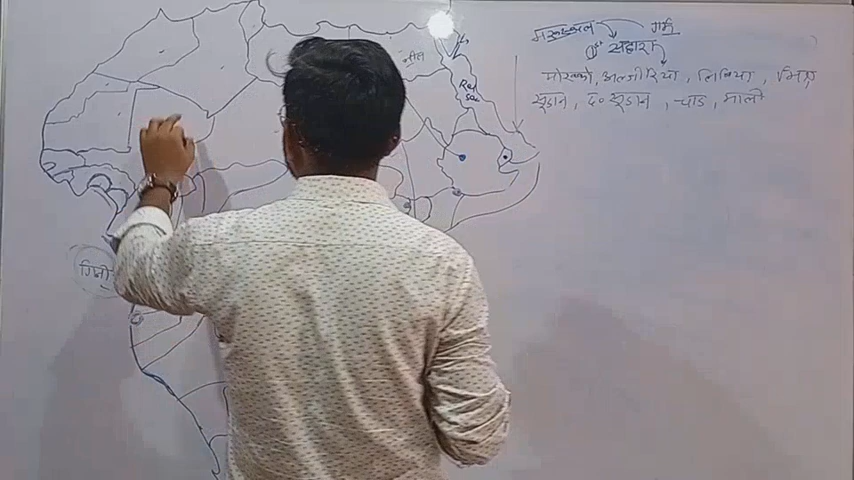 मरूस्थल गर्म
सहारा
मोरक्को, अल्जीरिया, लिबिया, मिस्र,
सूडान, द० सूडान, चाड, माली
नील
Red
Sea
गिनी